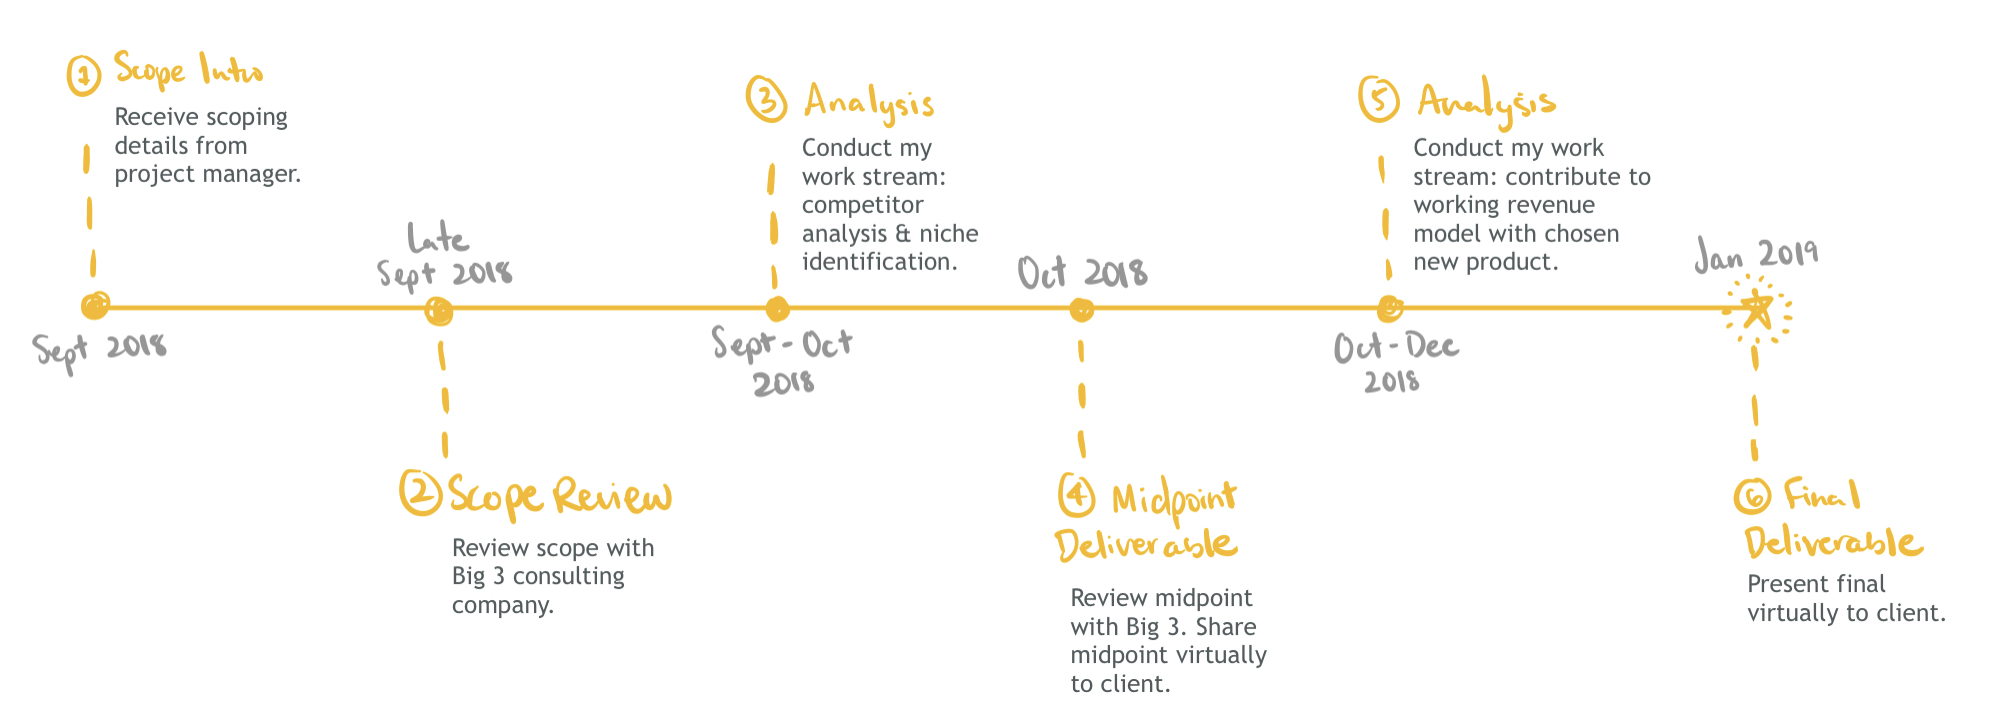 1 Scope Intro
Receive scoping
details from
project manager.
Sept 2018
Late
Sept 2018
2 Scope Review
Review scope with
Big 3 consulting
company.
3 Analysis
Conduct my
work stream:
competitor
analysis & niche
identification.
Sept-Oct
2018
Oct 2018
4 Midpoint
Deliverable
Review midpoint
with Big 3. Share
midpoint virtually
to client.
5 Analysis
Conduct my work
stream: contribute to
working revenue
model with chosen
new product.
Oct-Dec
2018
Jan 2019
6 Final
Deliverable
Present final
virtually to client.